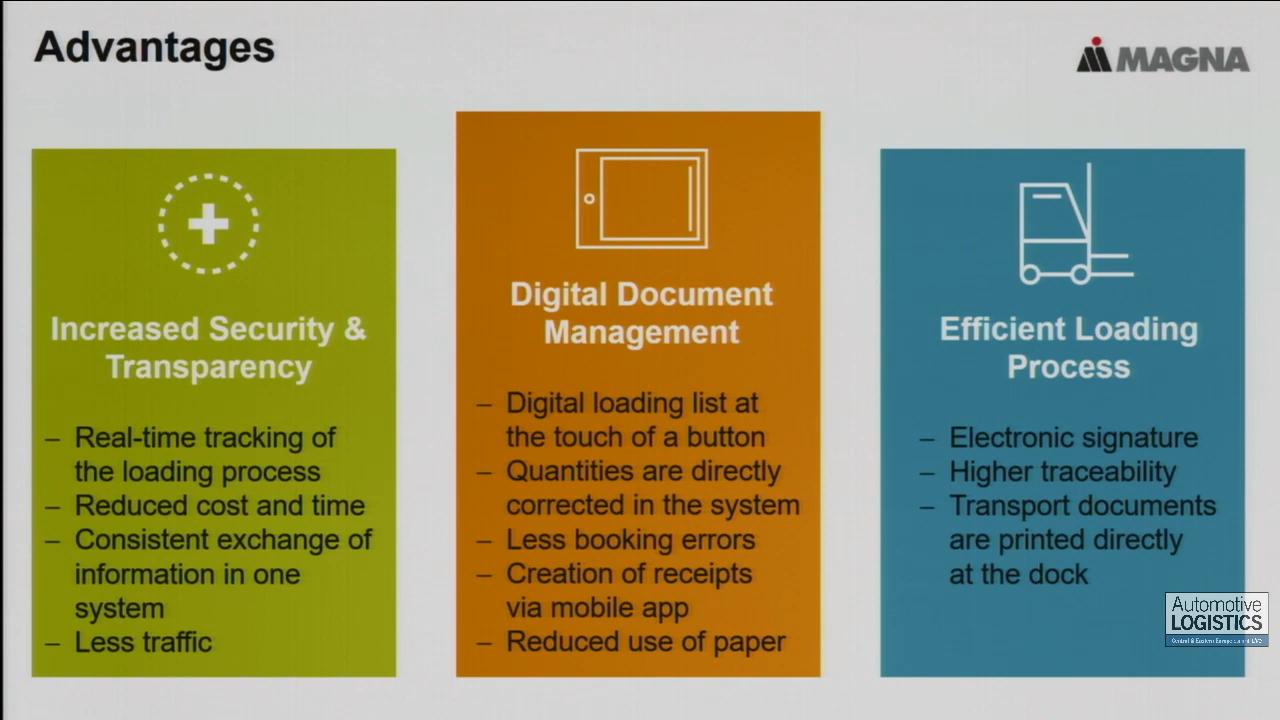 Advantages
MAGNA
Increased Security &
Transparency
– Real-time tracking of
the loading process
– Reduced cost and time
– Consistent exchange of
information in one
system
– Less traffic
Digital Document
Management
– Digital loading list at
the touch of a button
– Quantities are directly
corrected in the system
– Less booking errors
– Creation of receipts
via mobile app
– Reduced use of paper
Efficient Loading
Process
– Electronic signature
– Higher traceability
– Transport documents
are printed directly
at the dock
Automotive
LOGISTICS
Central & Eastern Europe